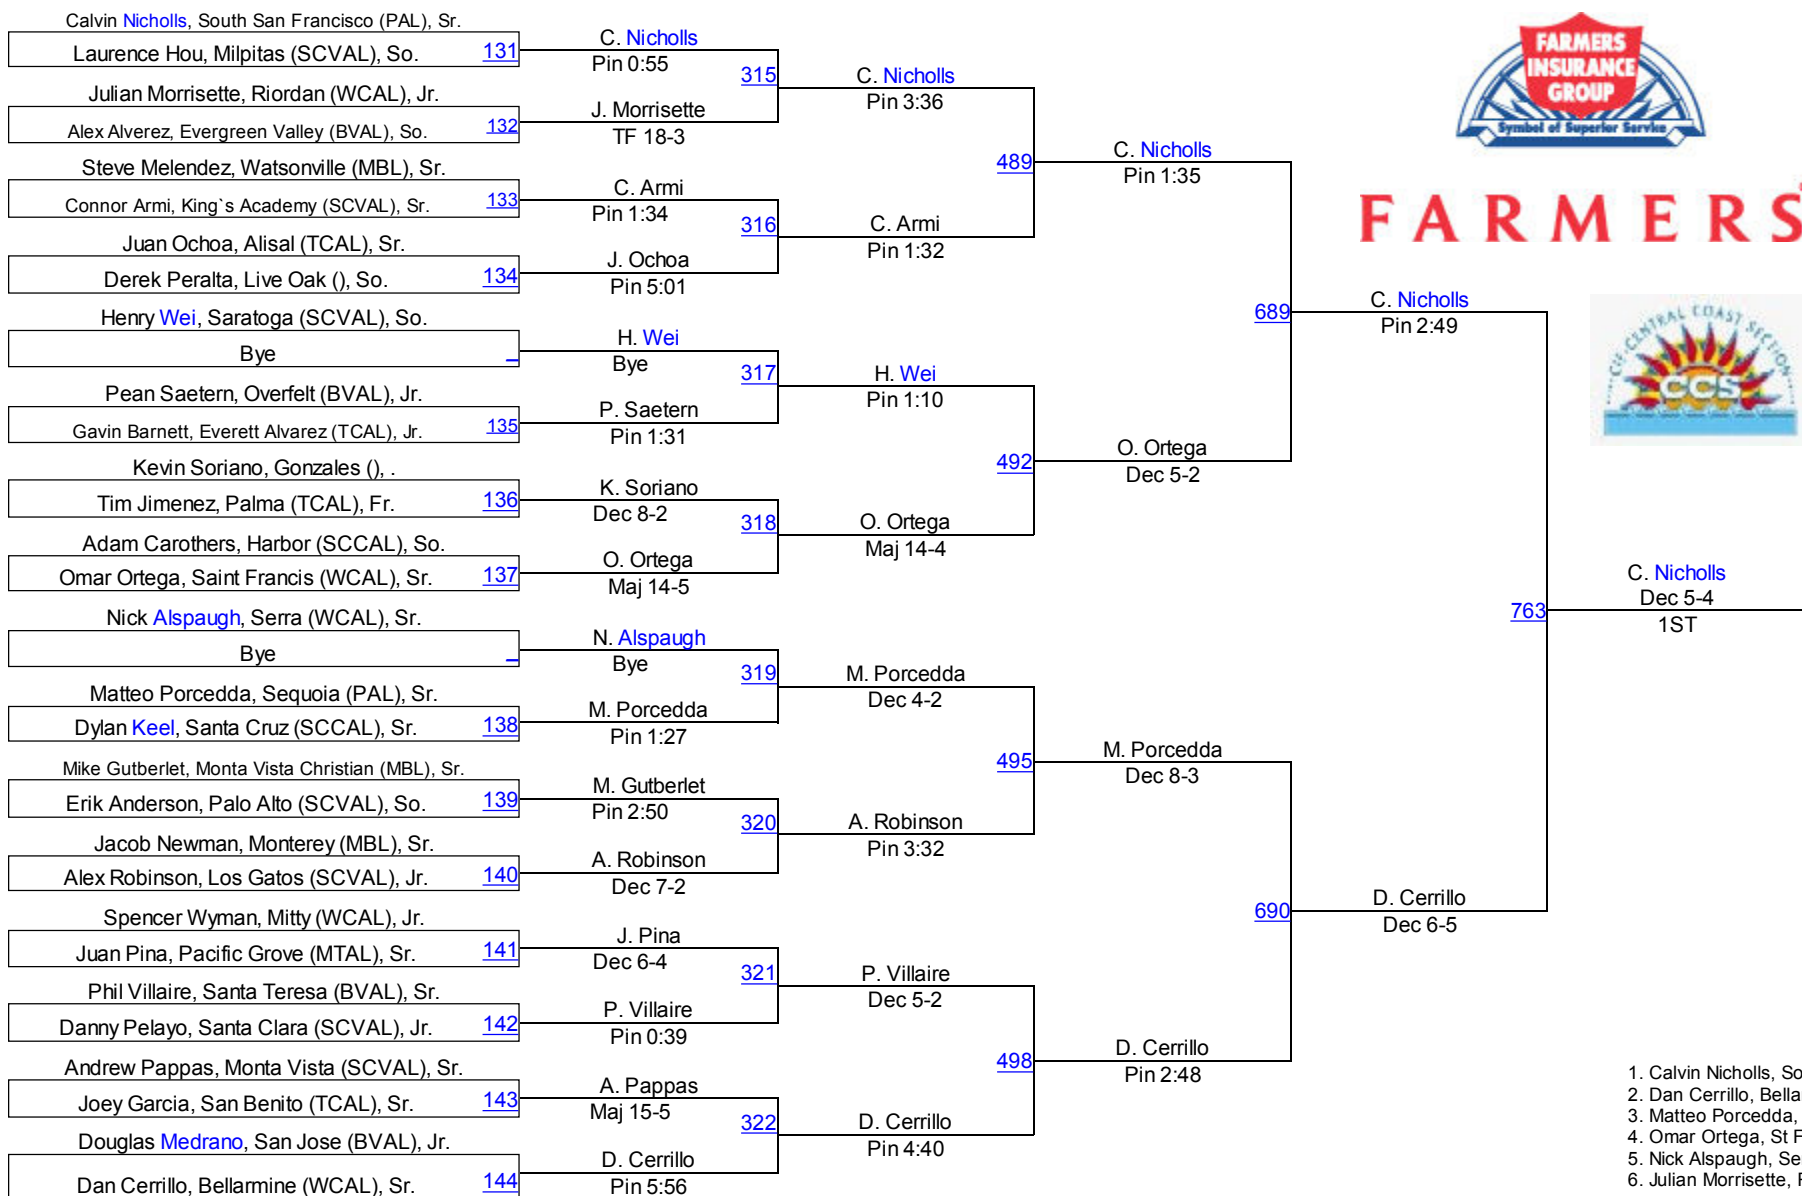 Calvin Nicholls, South San Francisco (PAL), Sr.
Laurence Hou, Milpitas (SCVAL), So. 131
Julian Morrisette, Riordan (WCAL), Jr.
Alex Alverez, Evergreen Valley (BVAL), So. 132
Steve Melendez, Watsonville (MBL), Sr.
Connor Armi, King`s Academy (SCVAL), Sr. 133
Juan Ochoa, Alisal (TCAL), Sr.
Derek Peralta, Live Oak (), So. 134
Henry Wei, Saratoga (SCVAL), So.
Bye _
Pean Saetern, Overfelt (BVAL), Jr.
Gavin Barnett, Everett Alvarez (TCAL), Jr. 135
Kevin Soriano, Gonzales (), .
Tim Jimenez, Palma (TCAL), Fr. 136
Adam Carothers, Harbor (SCCAL), So.
Omar Ortega, Saint Francis (WCAL), Sr. 137
Nick Alspaugh, Serra (WCAL), Sr.
Bye _
Matteo Porcedda, Sequoia (PAL), Sr.
Dylan Keel, Santa Cruz (SCCAL), Sr. 138
Mike Gutberlet, Monta Vista Christian (MBL), Sr.
Erik Anderson, Palo Alto (SCVAL), So. 139
Jacob Newman, Monterey (MBL), Sr.
Alex Robinson, Los Gatos (SCVAL), Jr. 140
Spencer Wyman, Mitty (WCAL), Jr.
Juan Pina, Pacific Grove (MTAL), Sr. 141
Phil Villaire, Santa Teresa (BVAL), Sr.
Danny Pelayo, Santa Clara (SCVAL), Jr. 142
Andrew Pappas, Monta Vista (SCVAL), Sr.
Joey Garcia, San Benito (TCAL), Sr. 143
Douglas Medrano, San Jose (BVAL), Jr.
Dan Cerrillo, Bellarmine (WCAL), Sr. 144
C. Nicholls
Pin 0:55
315
J. Morrisette
TF 18-3
C. Armi
Pin 1:34
316
J. Ochoa
Pin 5:01
H. Wei
Bye
317
P. Saetern
Pin 1:31
K. Soriano
Dec 8-2
318
O. Ortega
Maj 14-5
N. Alspaugh
Bye
319
M. Porcedda
Pin 1:27
M. Gutberlet
Pin 2:50
320
A. Robinson
Dec 7-2
J. Pina
Dec 6-4
321
P. Villaire
Pin 0:39
A. Pappas
Maj 15-5
322
D. Cerrillo
Pin 5:56
C. Nicholls
Pin 3:36
489
C. Armi
Pin 1:32
H. Wei
Pin 1:10
492
O. Ortega
Maj 14-4
M. Porcedda
Dec 4-2
495
A. Robinson
Pin 3:32
P. Villaire
Dec 5-2
498
D. Cerrillo
Pin 4:40
C. Nicholls
Pin 1:35
689
O. Ortega
Dec 5-2
M. Porcedda
Dec 8-3
690
D. Cerrillo
Pin 2:48
C. Nicholls
Pin 2:49
763
D. Cerrillo
Dec 6-5
C. Nicholls
Dec 5-4
1ST
FARMERS
INSURANCE
GROUP
Symbol of Superior Service
FARMERS
CIF-CENTRAL COAST SECTION
CCS
1. Calvin Nicholls, So
2. Dan Cerrillo, Bella
3. Matteo Porcedda,
4. Omar Ortega, St F
5. Nick Alspaugh, Se
6. Julian Morrisette,